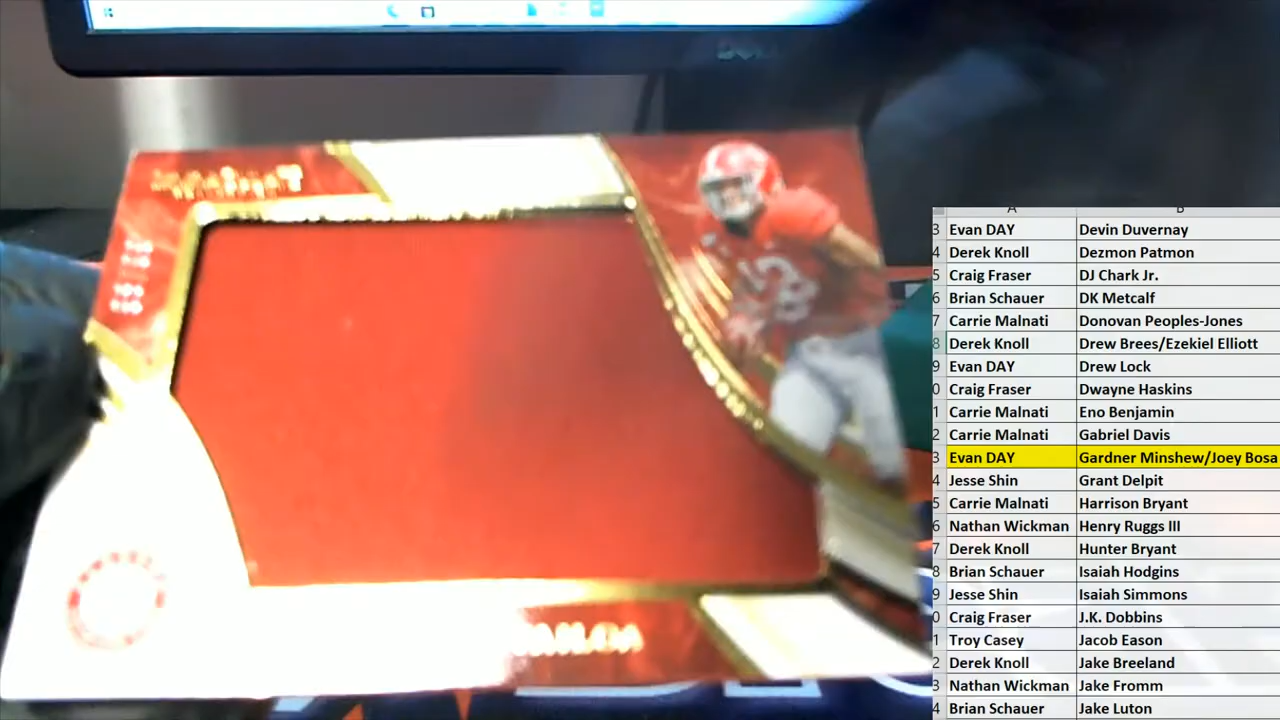 A B
3 Evan DAY Devin Duvernay
4 Derek Knoll Dezmon Patmon
5 Craig Fraser DJ Chark Jr.
6 Brian Schauer DK Metcalf
7 Carrie Malnati Donovan Peoples-Jones
8 Derek Knoll Drew Brees/Ezekiel Elliott
9 Evan DAY Drew Lock
0 Craig Fraser Dwayne Haskins
1 Carrie Malnati Eno Benjamin
2 Carrie Malnati Gabriel Davis
3 Evan DAY Gardner Minshew/Joey Bosa
4 Jesse Shin Grant Delpit
5 Carrie Malnati Harrison Bryant
6 Nathan Wickman Henry Ruggs III
7 Derek Knoll Hunter Bryant
8 Brian Schauer Isaiah Hodgins
9 Jesse Shin Isaiah Simmons
0 Craig Fraser J.K. Dobbins
1 Troy Casey Jacob Eason
2 Derek Knoll Jake Breeland
3 Nathan Wickman Jake Fromm
4 Brian Schauer Jake Luton